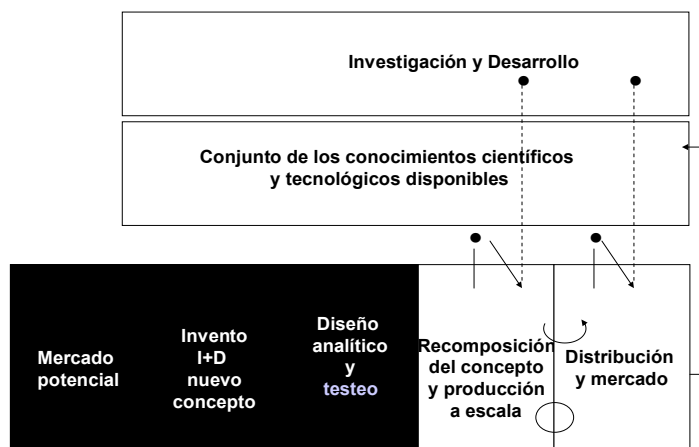 Investigación y Desarrollo
Conjunto de los conocimientos científicos
y tecnológicos disponibles
Mercado
potencial
Invento
I+D
nuevo
concepto
Diseño
analítico
y
testeo
Recomposición
del concepto
y producción
a escala
Distribución
y mercado